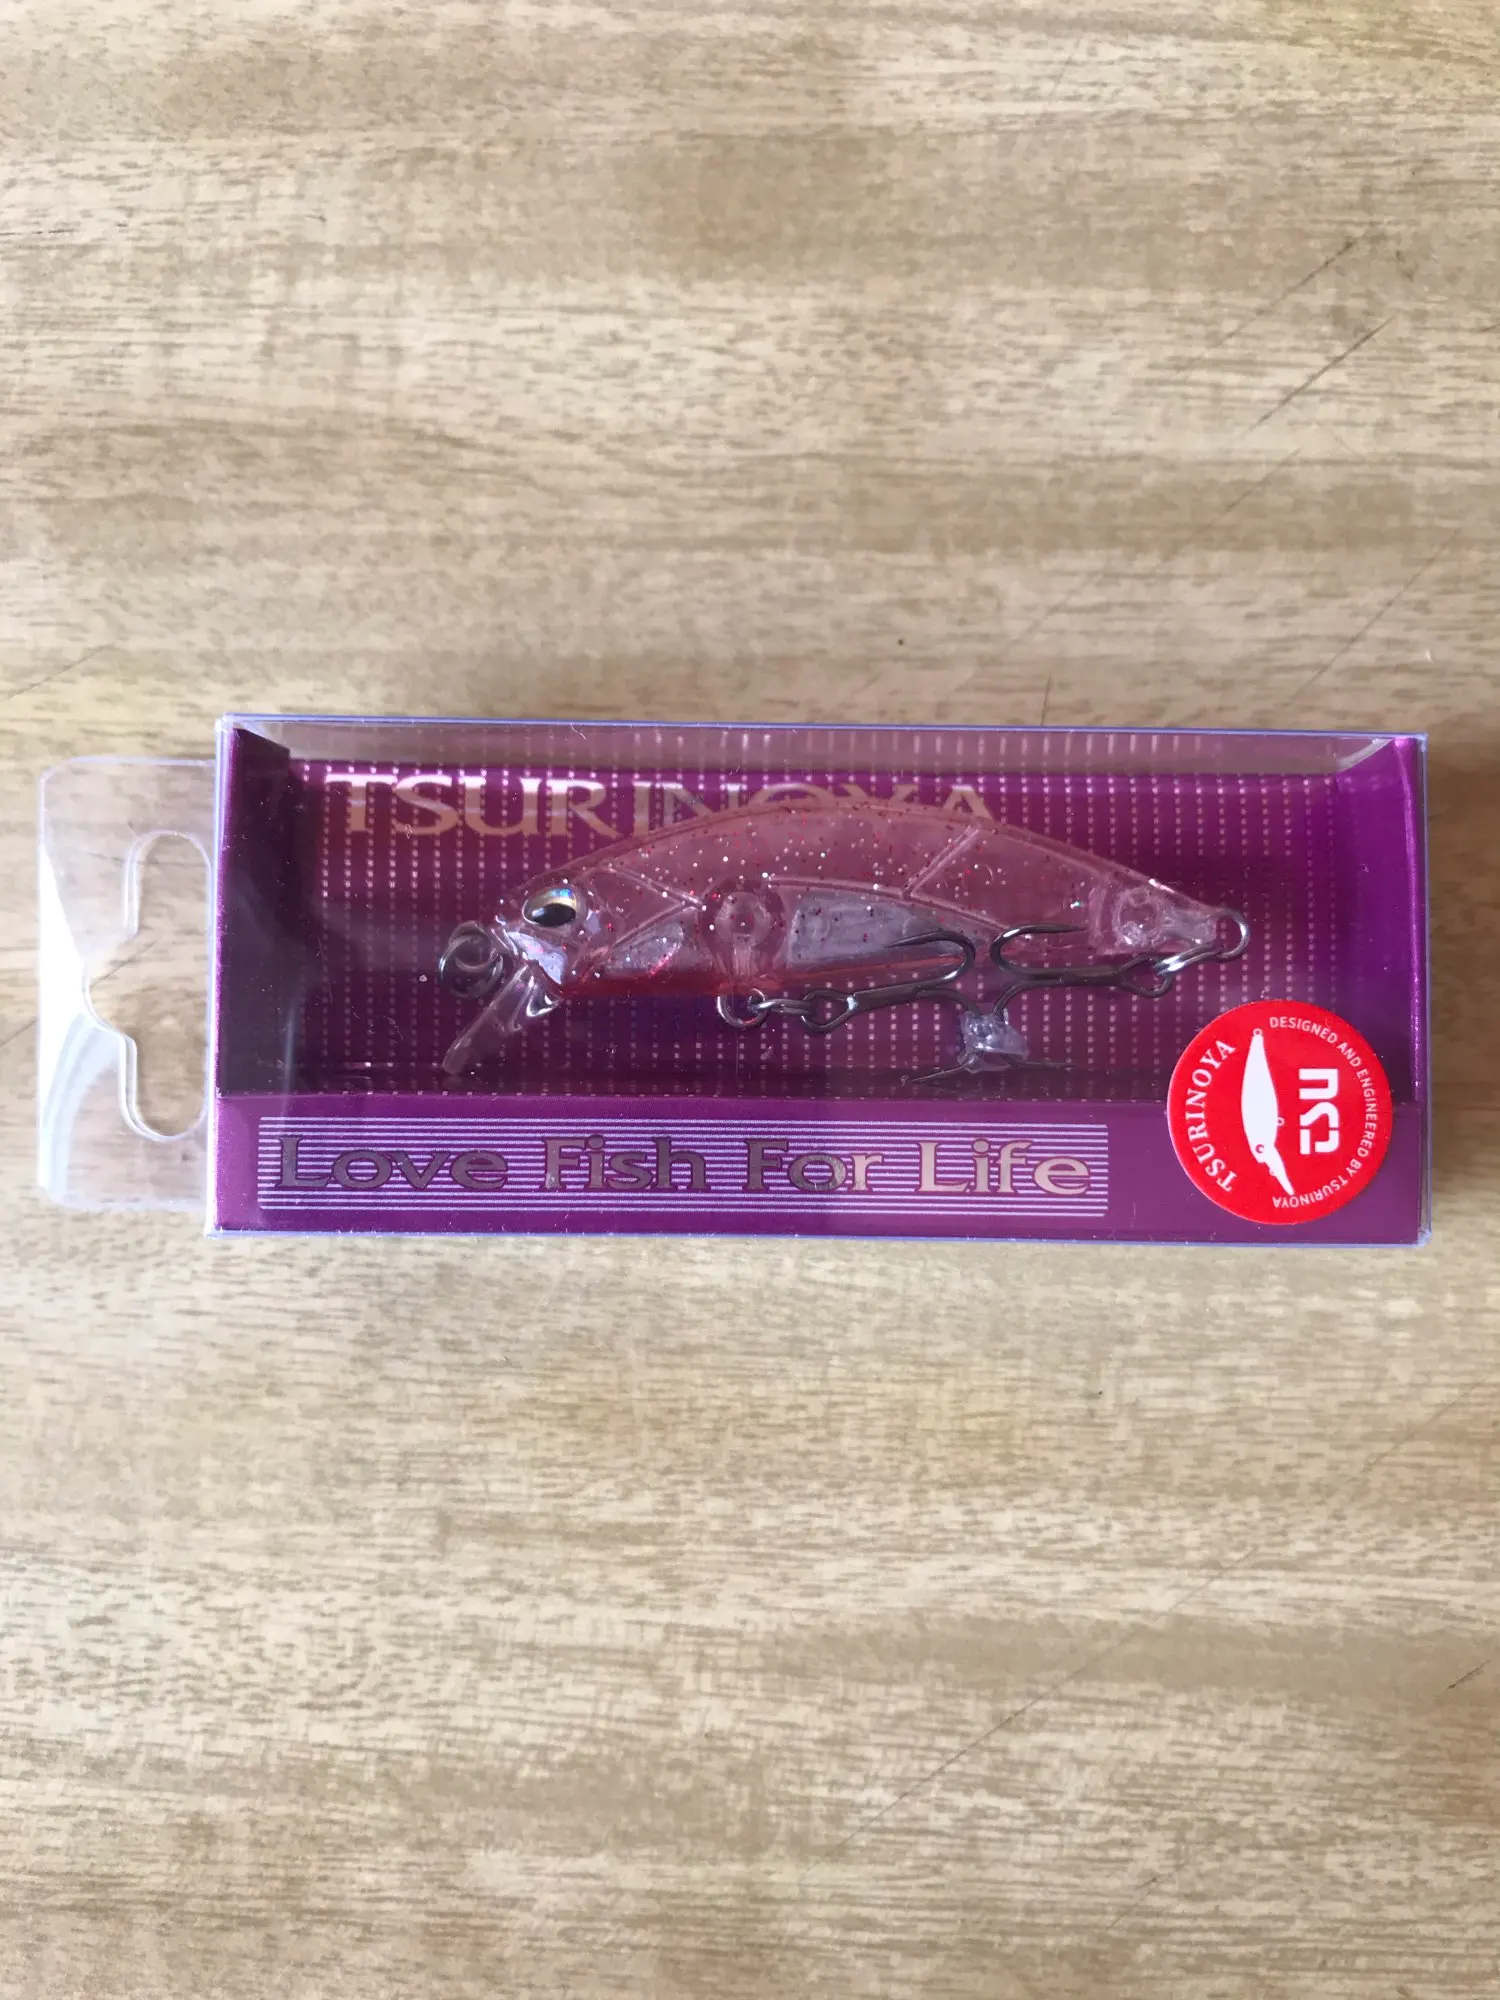 TSURINOYA
Love Fish For Life
DESIGNED AND ENGINEERED BY TSURINOYA
TSURINOYA